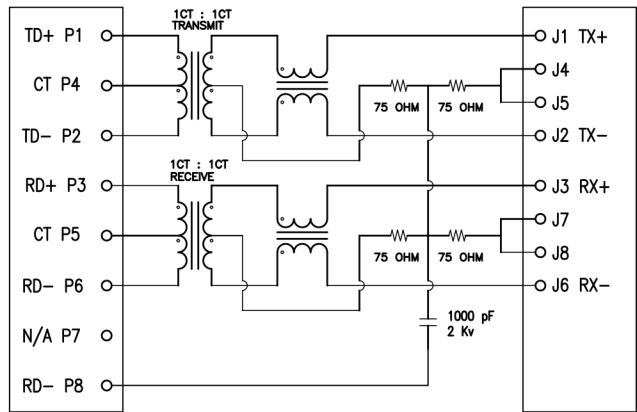 1CT : 1CT
TRANSMIT
TD+ P1
J1 TX+
J4
CT P4
75 OHM
75 OHM
J5
TD- P2
J2 TX-
1CT : 1CT
RECEIVE
RD+ P3
J3 RX+
J7
CT P5
75 OHM
75 OHM
J8
RD- P6
J6 RX-
1000 pF
2 Kv
N/A P7
RD- P8